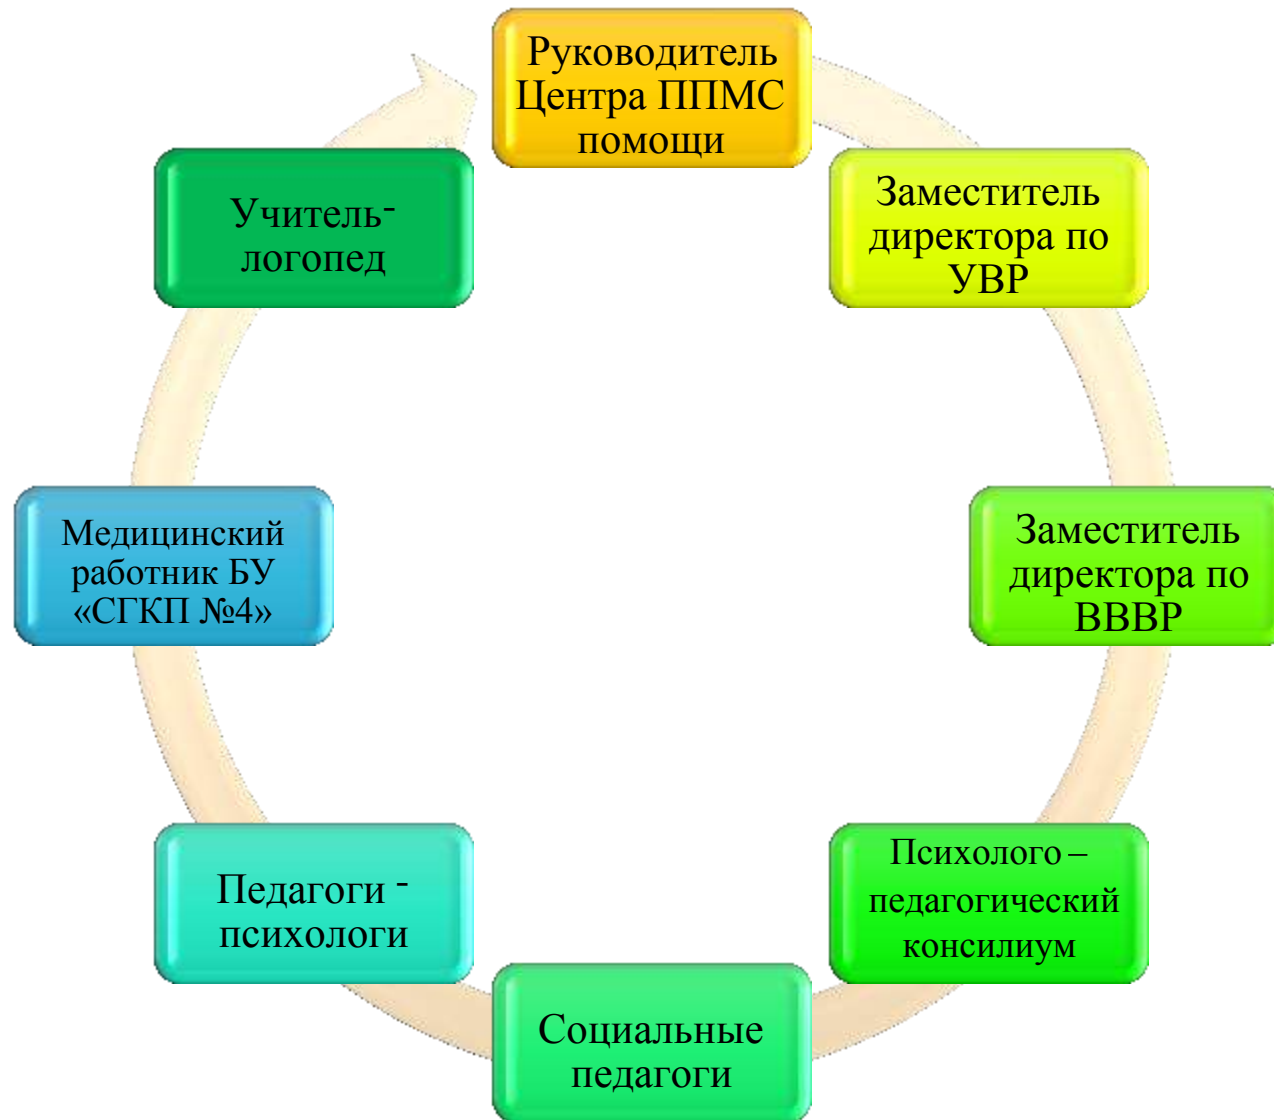 Руководитель
Центра ППМС
помощи
Заместитель
директора по
УВР
Заместитель
директора по
ВВВР
Психолого –
педагогический
консилиум
Социальные
педагоги
Педагоги -
психологи
Медицинский
работник БУ
«СГКП №4»
Учитель-
логопед